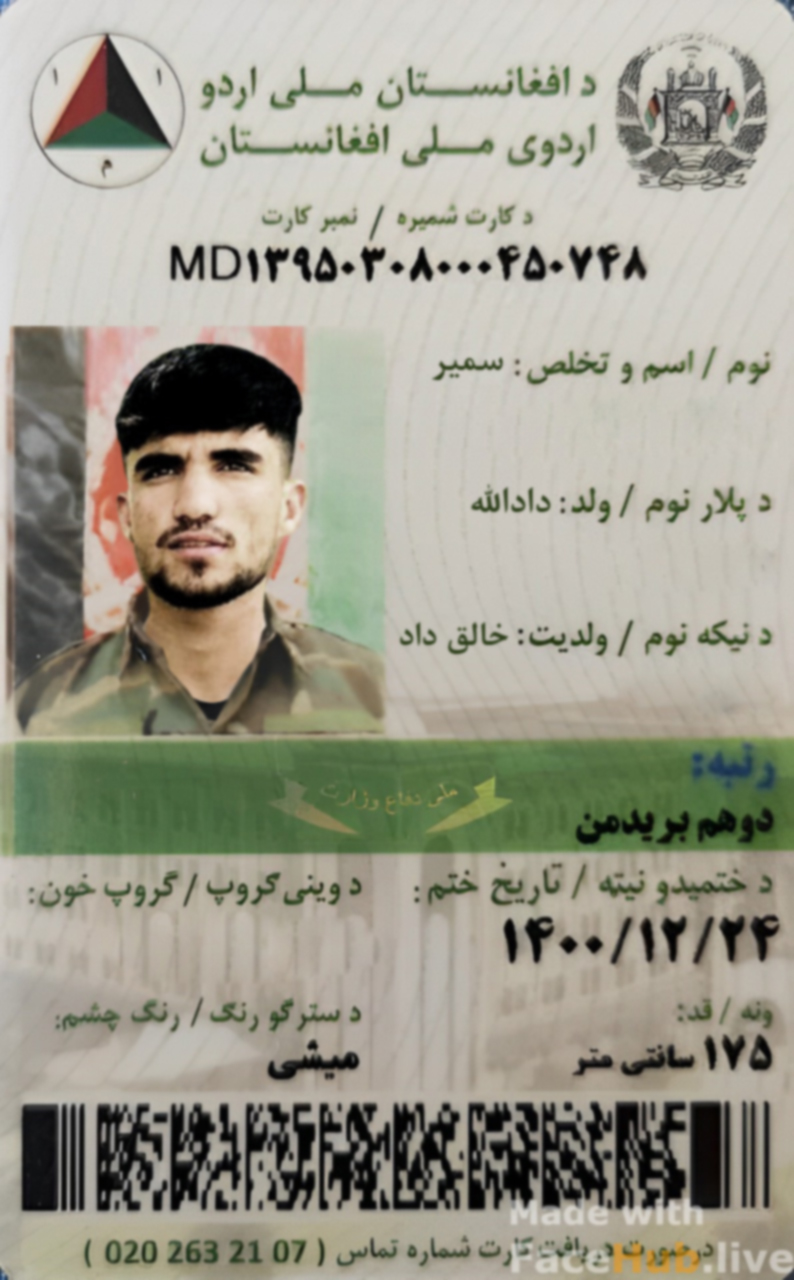 د افغانستان ملی اردو
اردوی ملی افغانستان
ا ا
م
د کارت شمیره / نمبر کارت
MD۱۳۹۵۰۳۰۸۰۰۰۴۵۰۷۴۸
نوم / اسم و تخلص: سمیر
د پلار نوم / ولد: دادالله
د نیکه نوم / ولدیت: خالق داد
رتبه:
ملی دفاع وزارت
دوهم بریدمن
د ختمیدو نیټه / تاریخ ختم:
د وینی گروپ / گروپ خون:
۱۴۰۰/۱۲/۲۴
ونه / قد:
د سترگو رنگ / رنگ چشم:
۱۷۵ سانتی متر
میشی
درصورت دریافت کارت شماره تماس ( 020 263 21 07 )
Made with
FaceHub.live